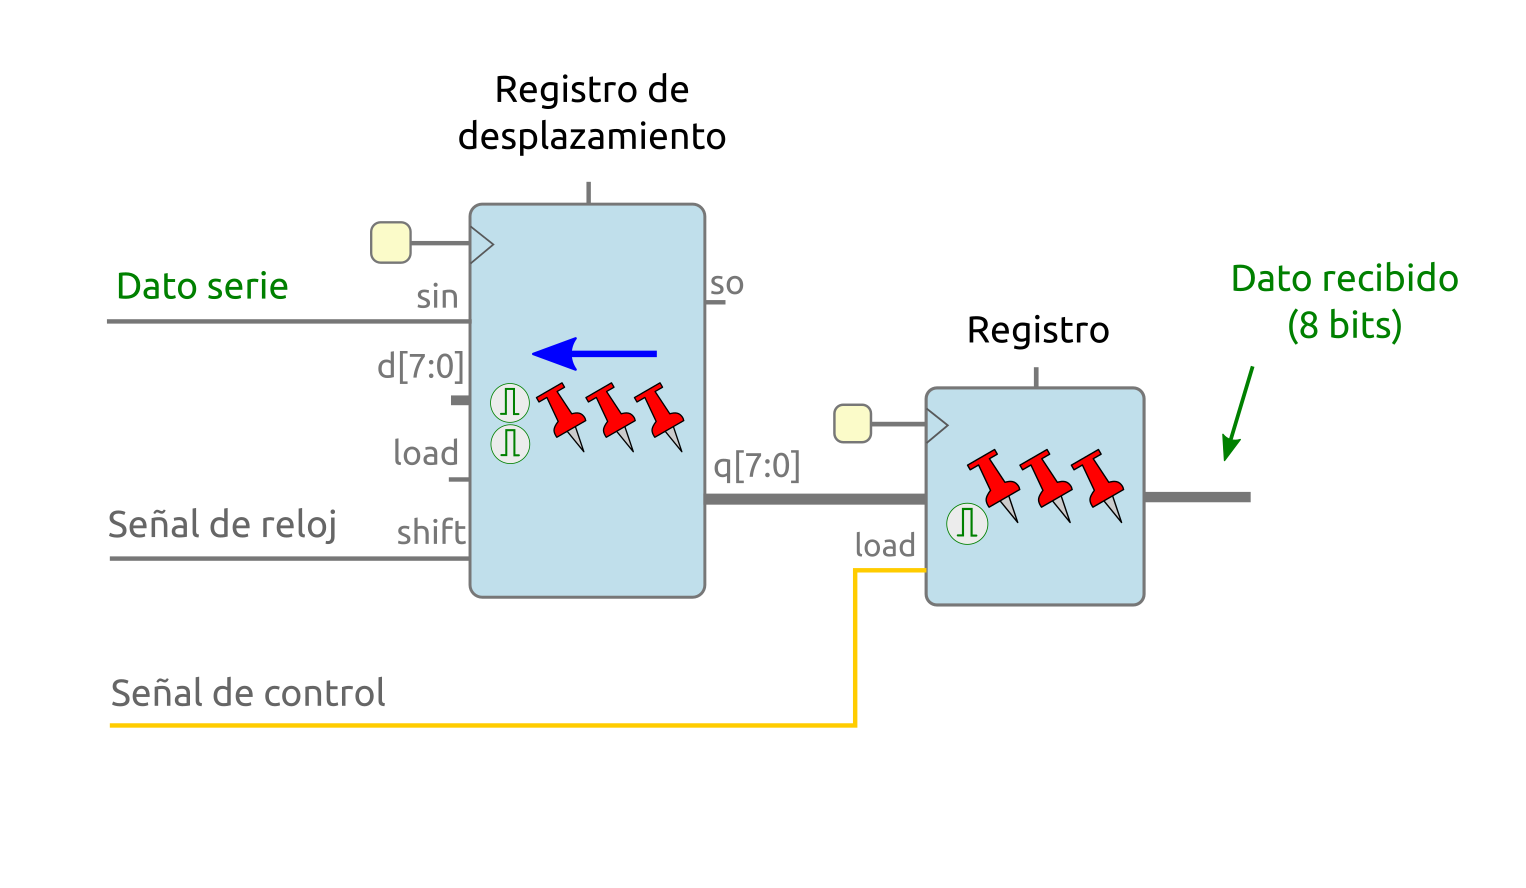 Registro de
desplazamiento
Dato serie
sin
so
d[7:0]
load
Señal de reloj
shift
q[7:0]
Registro
load
Dato recibido
(8 bits)
Señal de control